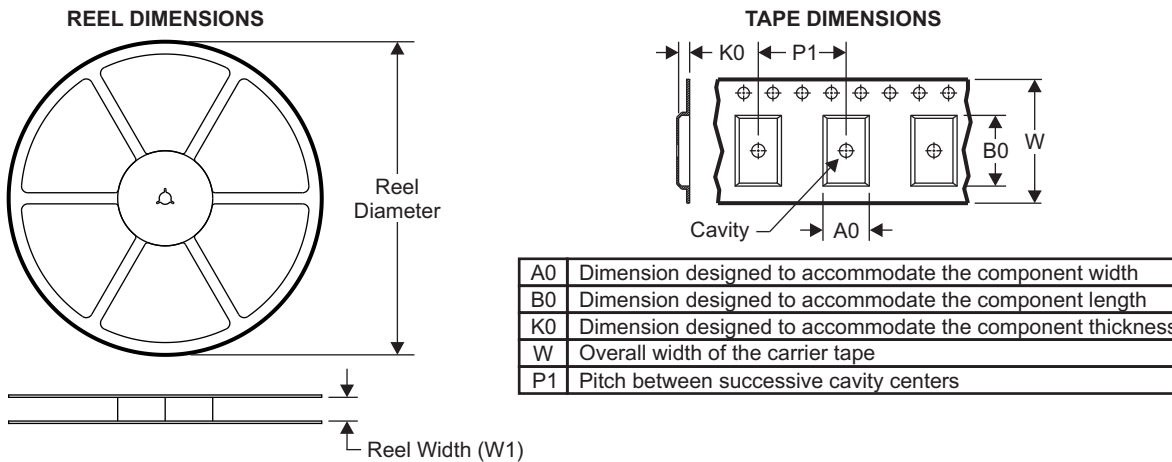 REEL DIMENSIONS
Reel
Diameter
Reel Width (W1)
TAPE DIMENSIONS
K0
P1
B0
W
Cavity
A0
A0 Dimension designed to accommodate the component width
B0 Dimension designed to accommodate the component length
K0 Dimension designed to accommodate the component thickness
W Overall width of the carrier tape
P1 Pitch between successive cavity centers